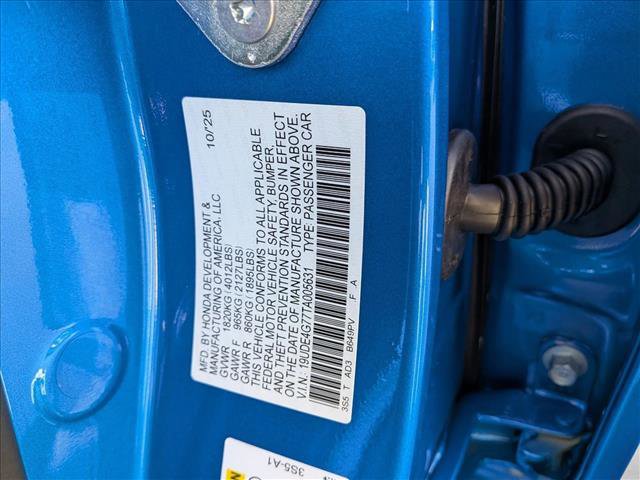 MFD. BY HONDA DEVELOPMENT & 10/'25
MANUFACTURING OF AMERICA, LLC
GVWR 1820KG (4012LBS)
GAWR F 965KG (2127LBS)
GAWR R 860KG (1895LBS)
THIS VEHICLE CONFORMS TO ALL APPLICABLE
FEDERAL MOTOR VEHICLE SAFETY, BUMPER,
AND THEFT PREVENTION STANDARDS IN EFFECT
ON THE DATE OF MANUFACTURE SHOWN ABOVE.
V.I.N.: 19UDE4G77TA005631 TYPE: PASSENGER CAR
3S5 T AD3 B649PV F A
3S5-A1